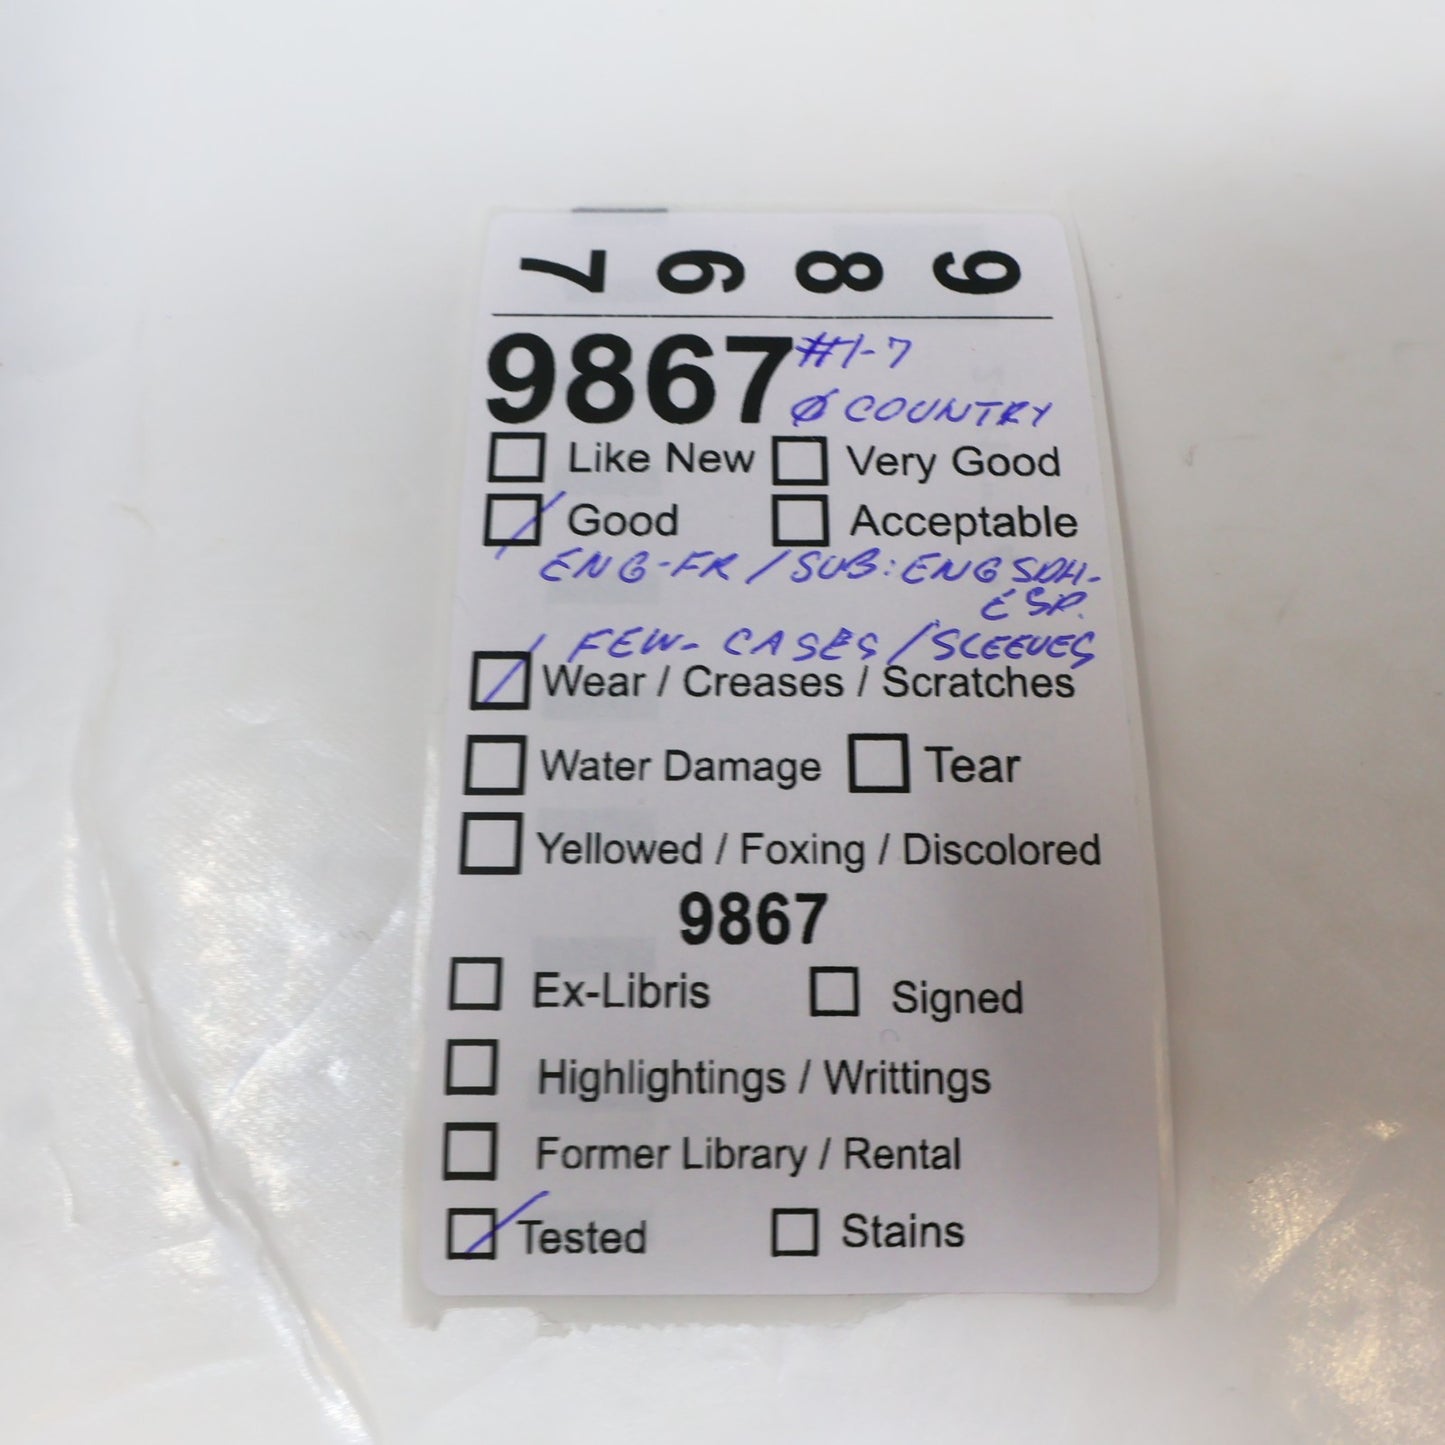 9867
9867 #1-7
Ø COUNTRY
Like New Very Good
Good Acceptable
ENG-FR / SUB: ENG SDH-
ESP.
FEW- CASES / SLEEVES
Wear / Creases / Scratches
Water Damage Tear
Yellowed / Foxing / Discolored
9867
Ex-Libris Signed
Highlightings / Writtings
Former Library / Rental
Tested Stains